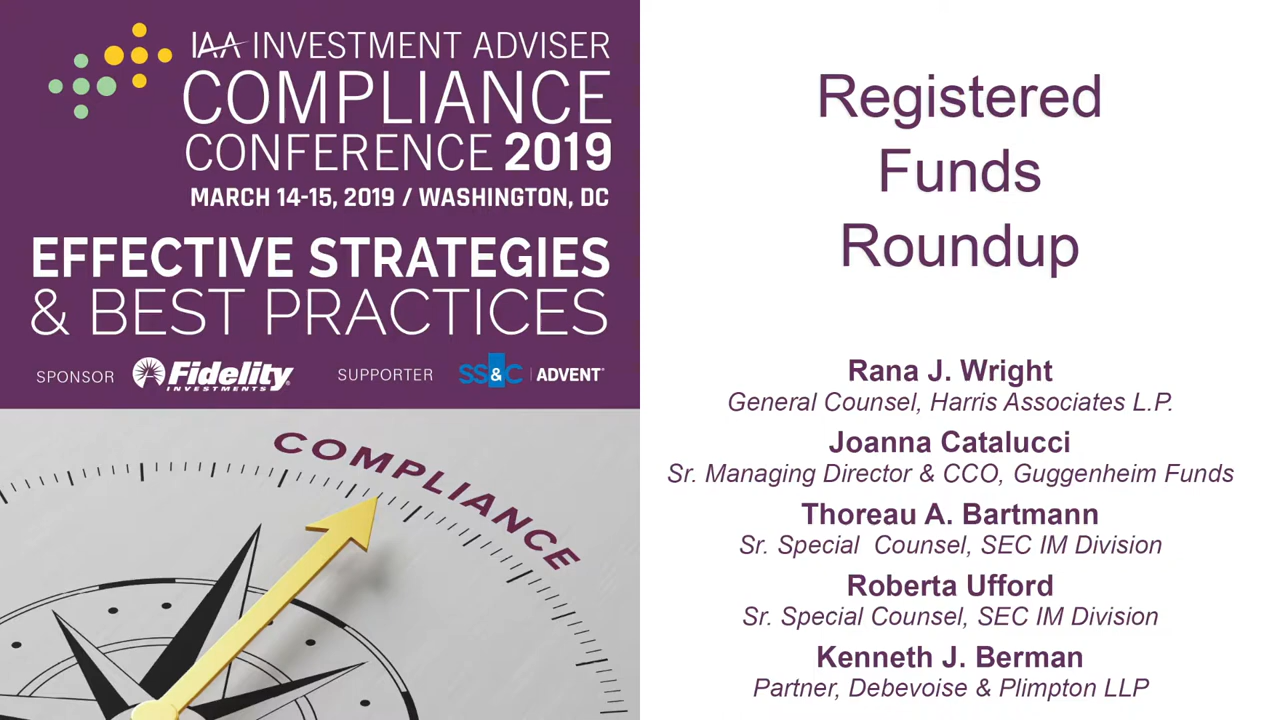 IAA INVESTMENT ADVISER
COMPLIANCE
CONFERENCE 2019
MARCH 14-15, 2019 / WASHINGTON, DC
EFFECTIVE STRATEGIES
& BEST PRACTICES
SPONSOR Fidelity INVESTMENTS® SUPPORTER SS&C | ADVENT®
COMPLIANCE
Registered
Funds
Roundup
Rana J. Wright
General Counsel, Harris Associates L.P.
Joanna Catalucci
Sr. Managing Director & CCO, Guggenheim Funds
Thoreau A. Bartmann
Sr. Special Counsel, SEC IM Division
Roberta Ufford
Sr. Special Counsel, SEC IM Division
Kenneth J. Berman
Partner, Debevoise & Plimpton LLP